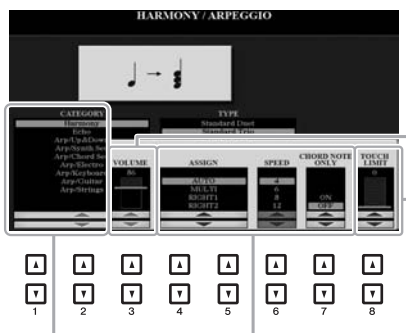 HARMONY / ARPEGGIO
CATEGORY
TYPE
Harmony
Echo
Arp/Up&Down
Arp/Synth Se
Arp/Chord Se
Arp/Electro
Arp/Keyboard
Arp/Guitar
Arp/Strings
Standard Duet
Standard Trio
VOLUME
86
ASSIGN
AUTO
MULTI
RIGHT1
RIGHT2
SPEED
4
6
8
12
CHORD NOTE
ONLY
ON
OFF
TOUCH
LIMIT
0
1 2 3 4 5 6 7 8